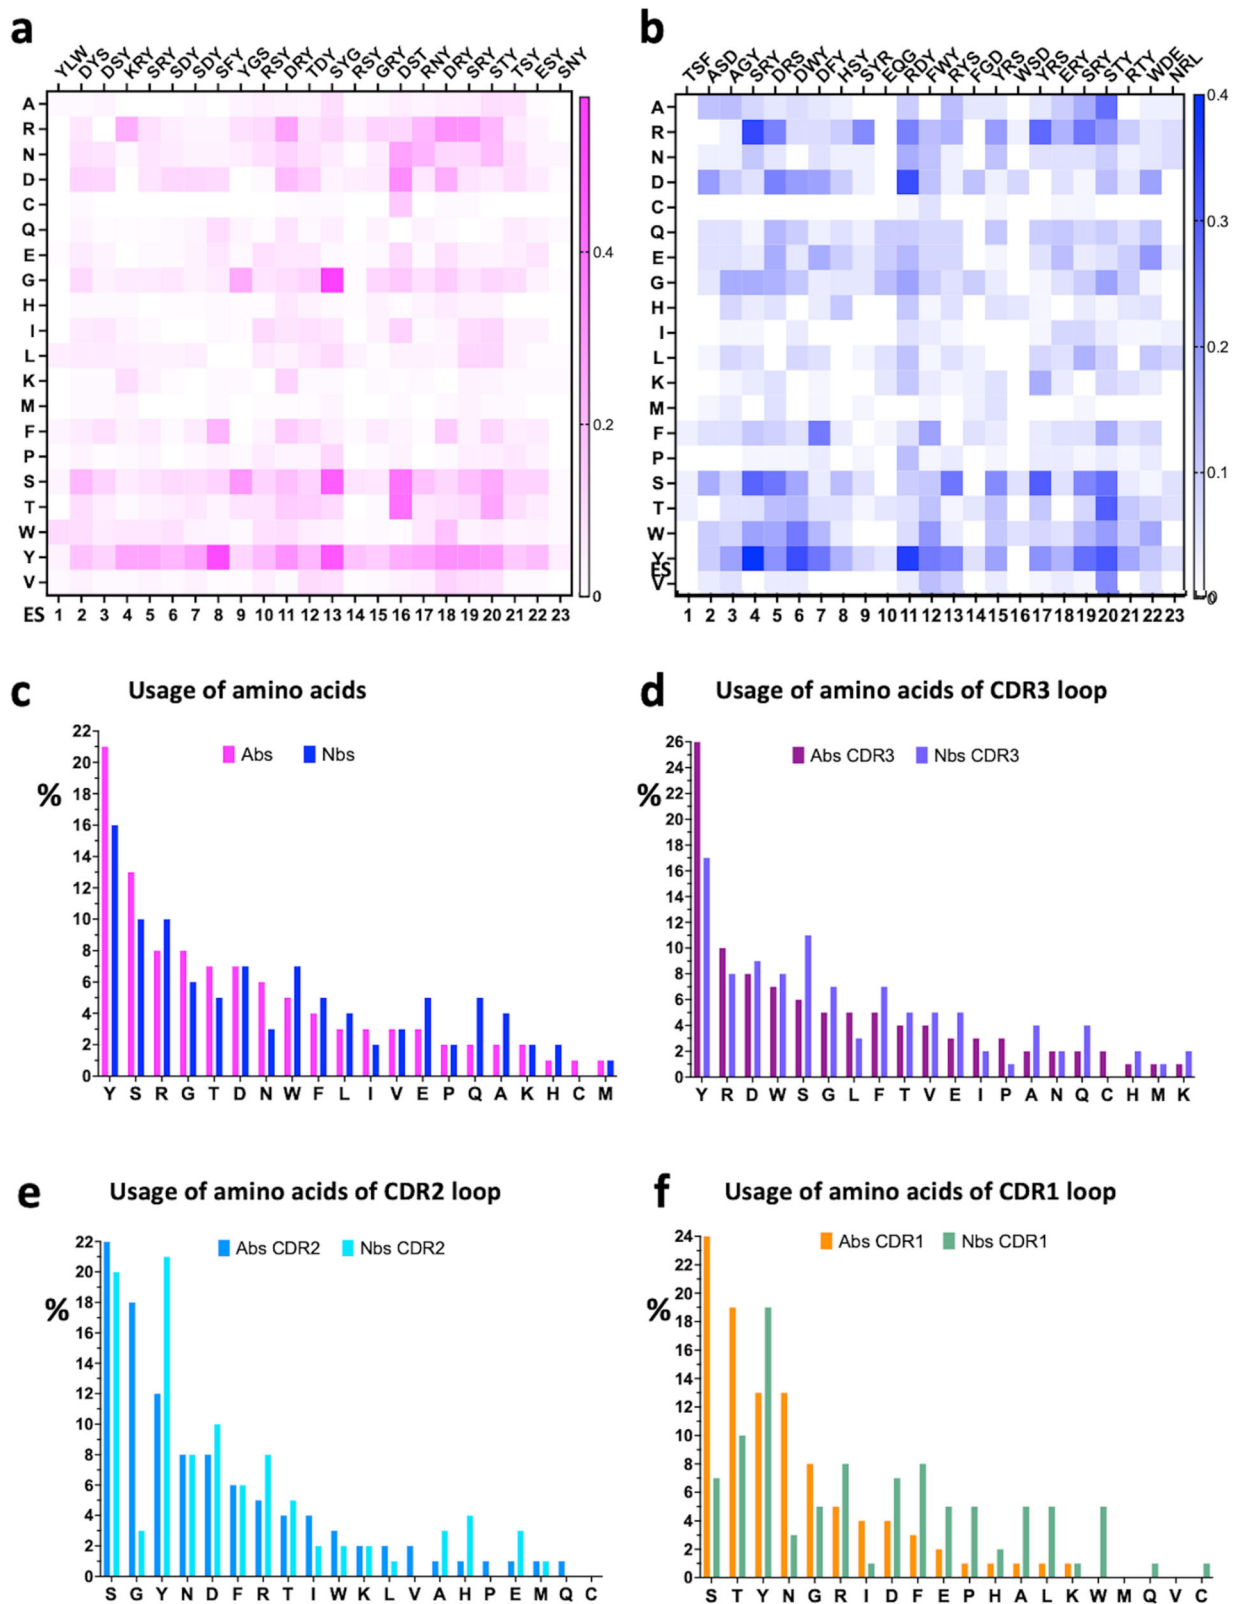 a
YLW DYS DSY KRY SRY SDY SDY SFY YGS RSY DRY TDY SYG RSY GRY DST RNY DRY SRY STY TSY ESY SNY
A
R
N
D
C
Q
E
G
H
I
L
K
M
F
P
S
T
W
Y
V
0.4
0.2
0
ES 1 2 3 4 5 6 7 8 9 10 11 12 13 14 15 16 17 18 19 20 21 22 23
b
TSF ASD AGY SRY DRS DWY DFY HSY SYR EQG RDY FWY RYS FGD YRS WSD YRS ERY SRY STY RTY WDE NRL
A
R
N
D
C
Q
E
G
H
I
L
K
M
F
P
S
T
W
Y
ES
V
0.4
0.3
0.2
0.1
0
1 2 3 4 5 6 7 8 9 10 11 12 13 14 15 16 17 18 19 20 21 22 23
c
Usage of amino acids
Abs Nbs
%
22
20
18
16
14
12
10
8
6
4
2
0
Y S R G T D N W F L I V E P Q A K H C M
d
Usage of amino acids of CDR3 loop
Abs CDR3 Nbs CDR3
%
26
24
22
20
18
16
14
12
10
8
6
4
2
0
Y R D W S G L F T V E I P A N Q C H M K
e
Usage of amino acids of CDR2 loop
Abs CDR2 Nbs CDR2
%
22
20
18
16
14
12
10
8
6
4
2
0
S G Y N D F R T I W K L V A H P E M Q C
f
Usage of amino acids of CDR1 loop
Abs CDR1 Nbs CDR1
%
24
22
20
18
16
14
12
10
8
6
4
2
0
S T Y N G R I D F E P H A L K W M Q V C